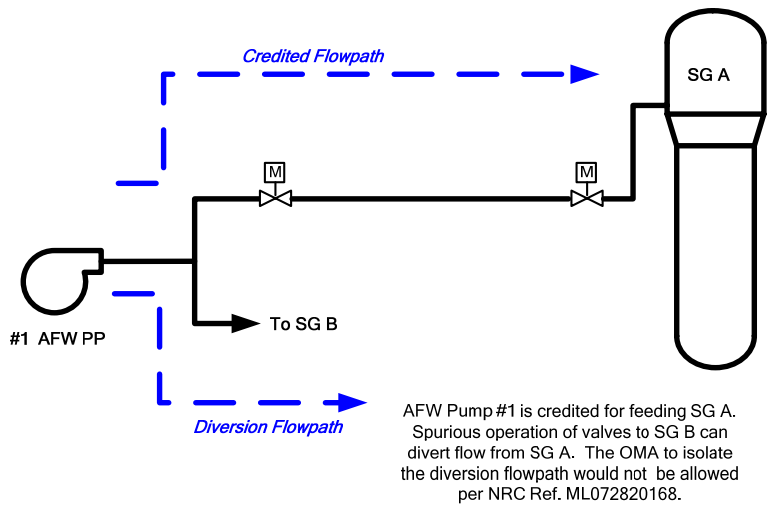 Credited Flowpath
SG A
M
M
#1 AFW PP
To SG B
Diversion Flowpath
AFW Pump #1 is credited for feeding SG A.
Spurious operation of valves to SG B can
divert flow from SG A. The OMA to isolate
the diversion flowpath would not be allowed
per NRC Ref. ML072820168.